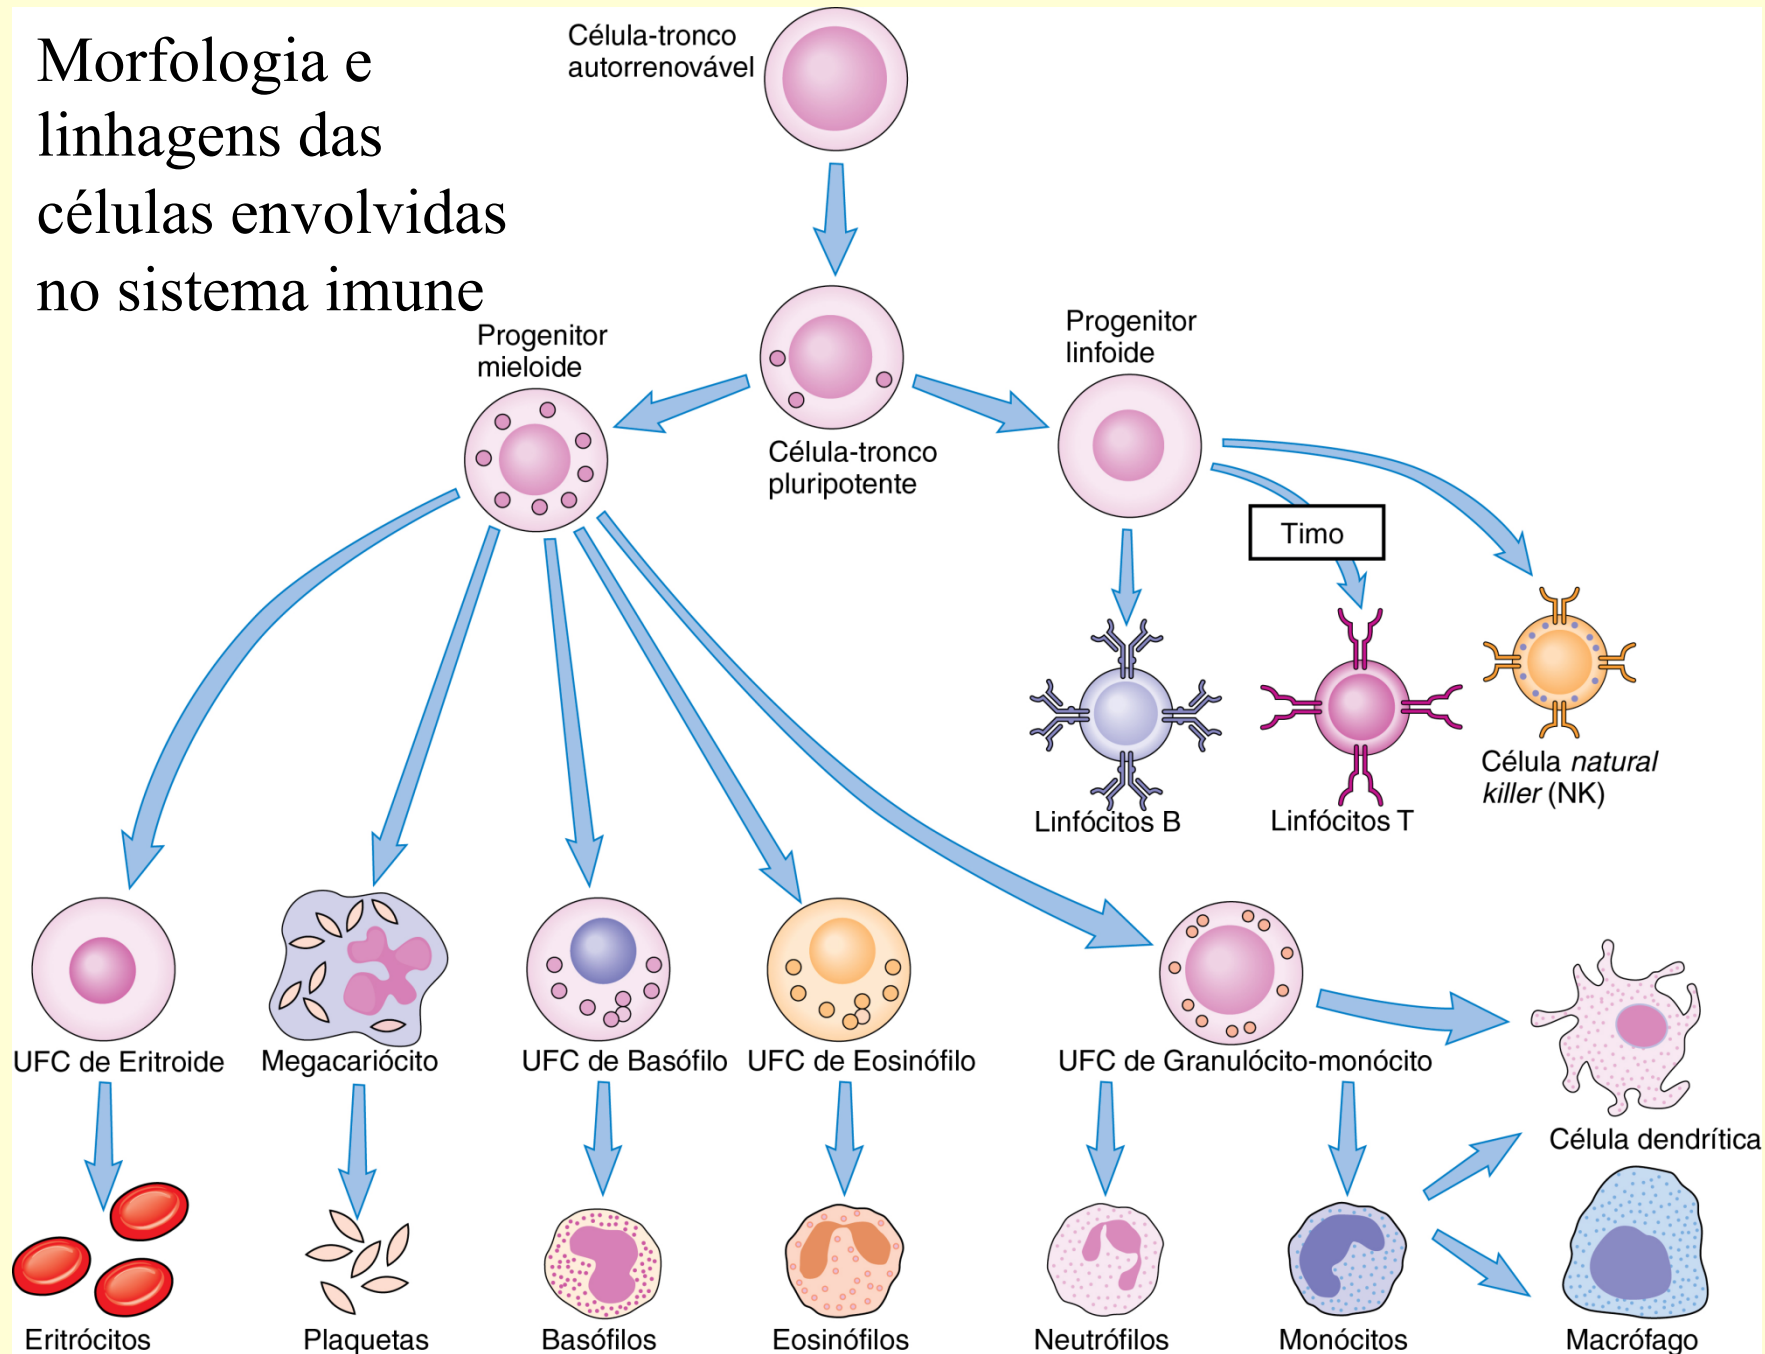 Morfologia e
linhagens das
células envolvidas
no sistema imune
Célula-tronco
autorrenovável
Progenitor
mieloide
Célula-tronco
pluripotente
Progenitor
linfoide
Timo
Linfócitos B
Linfócitos T
Célula natural
killer (NK)
UFC de Eritroide
Megacariócito
UFC de Basófilo
UFC de Eosinófilo
UFC de Granulócito-monócito
Célula dendrítica
Eritrócitos
Plaquetas
Basófilos
Eosinófilos
Neutrófilos
Monócitos
Macrófago